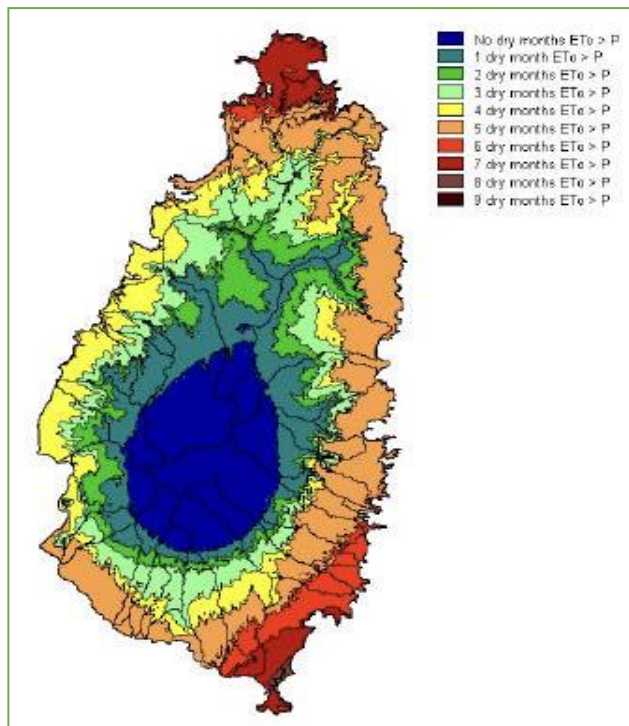 No dry months ETo > P
1 dry month ETo > P
2 dry months ETo > P
3 dry months ETo > P
4 dry months ETo > P
5 dry months ETo > P
6 dry months ETo > P
7 dry months ETo > P
8 dry months ETo > P
9 dry months ETo > P